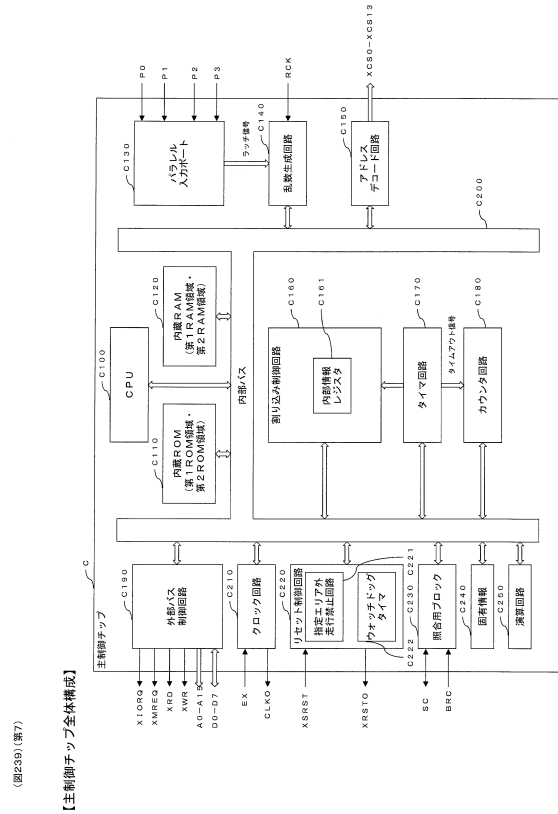 (図239)(第7)
【主制御チップ全体構成】
C
主制御チップ
C190
外部バス
制御回路
XIORQ
XMREQ
XRD
XWR
A0-A15
D0-D7
C210
クロック回路
EX
CLKO
C220
リセット制御回路
指定エリア外
走行禁止回路
C221
ウォッチドッグ
タイマ
C222
XSRST
XRSTO
C230
照合用ブロック
SC
BRC
C240
固有情報
C250
演算回路
C100
CPU
C110
内蔵ROM
(第1ROM領域・
第2ROM領域)
C120
内蔵RAM
(第1RAM領域・
第2RAM領域)
内部バス
C160
割り込み制御回路
C161
内部情報
レジスタ
C170
タイマ回路
タイムアウト信号
C180
カウンタ回路
C130
パラレル
入力ポート
P0
P1
P2
P3
ラッチ信号
C140
乱数生成回路
RCK
C150
アドレス
デコード回路
XCS0-XCS13
C200